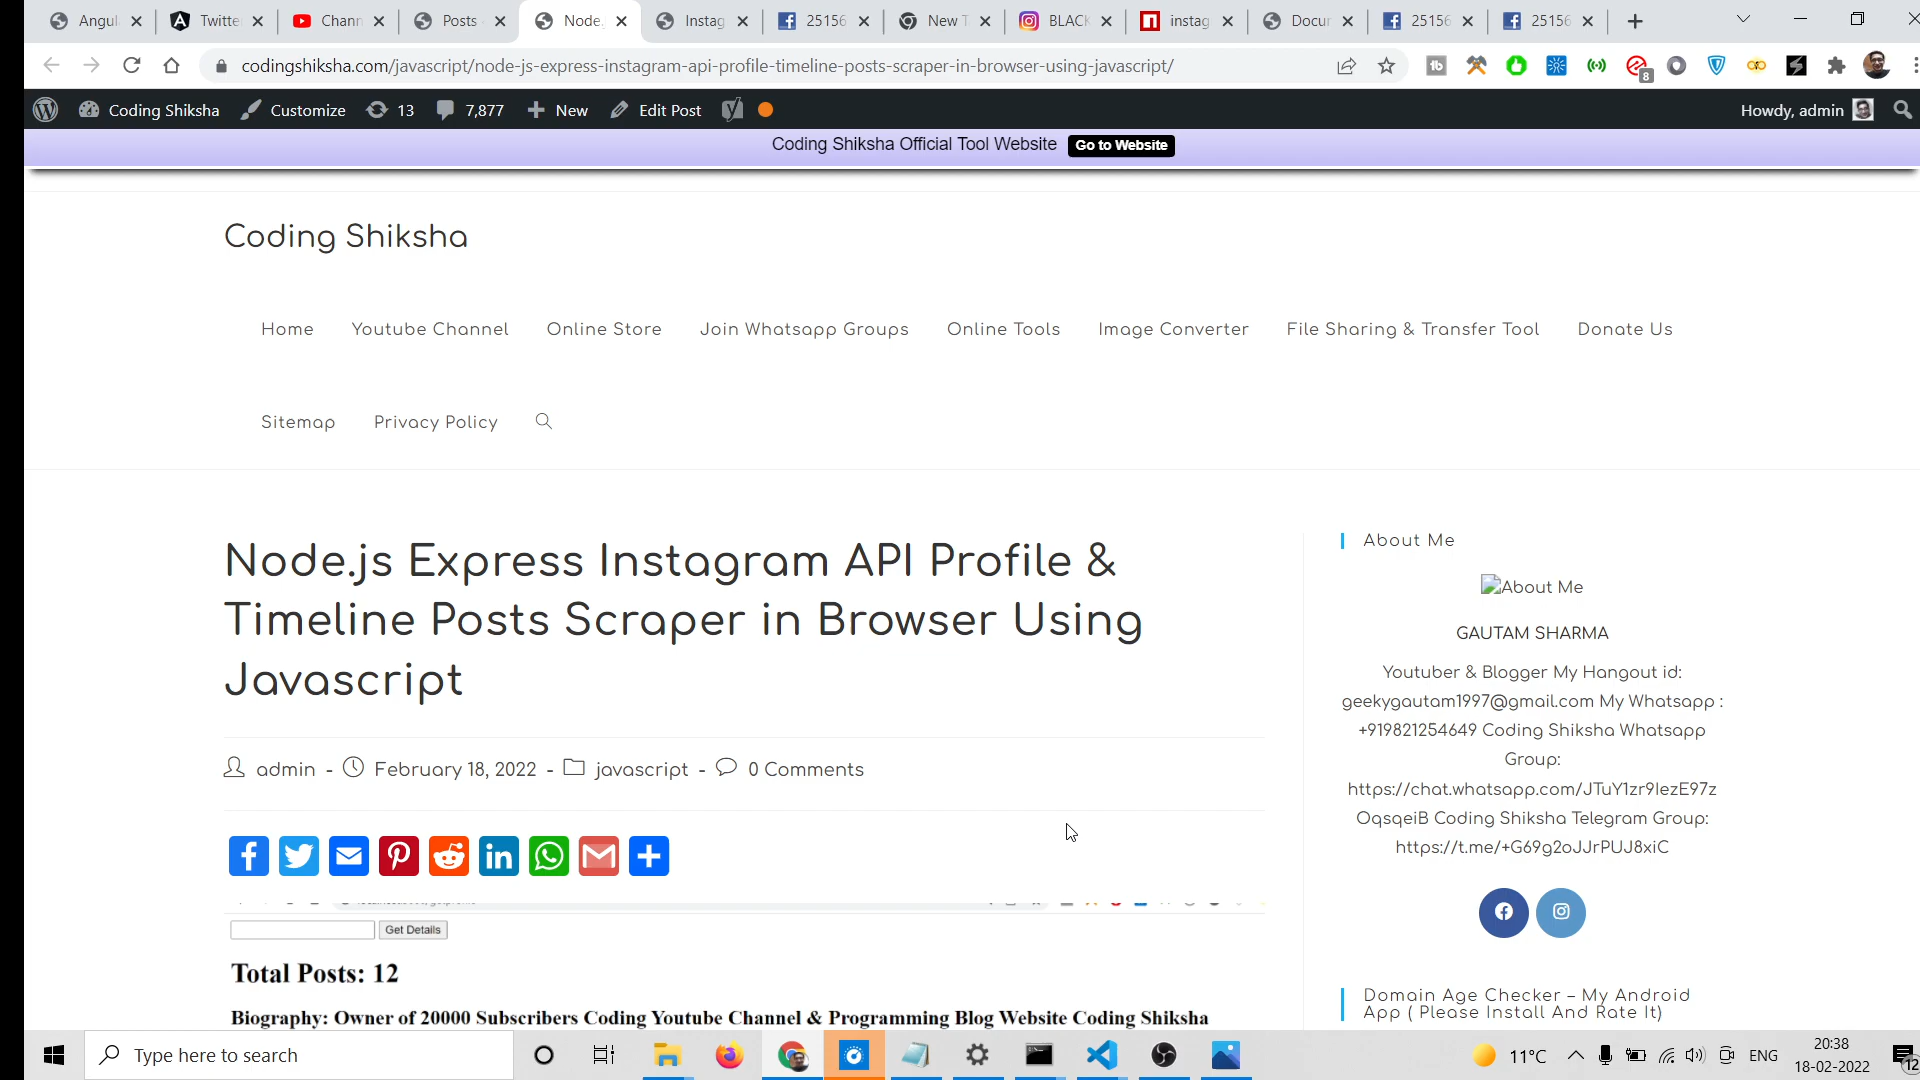 Angul
Twitte
Chann
Posts
Node.
Instag
25156
New T
BLACK
instag
Docur
25156
25156
codingshiksha.com/javascript/node-js-express-instagram-api-profile-timeline-posts-scraper-in-browser-using-javascript/
8
Coding Shiksha
Customize
13
7,877
New
Edit Post
Howdy, admin
Coding Shiksha Official Tool Website Go to Website
Coding Shiksha
Home
Youtube Channel
Online Store
Join Whatsapp Groups
Online Tools
Image Converter
File Sharing & Transfer Tool
Donate Us
Sitemap
Privacy Policy
Node.js Express Instagram API Profile &
Timeline Posts Scraper in Browser Using
Javascript
admin - February 18, 2022 - javascript - 0 Comments
Get Details
Total Posts: 12
Biography: Owner of 20000 Subscribers Coding Youtube Channel & Programming Blog Website Coding Shiksha
About Me
About Me
GAUTAM SHARMA
Youtuber & Blogger My Hangout id:
geekygautam1997@gmail.com My Whatsapp :
+919821254649 Coding Shiksha Whatsapp
Group:
https://chat.whatsapp.com/JTuY1zr9IezE97z
OqsqeiB Coding Shiksha Telegram Group:
https://t.me/+G69g2oJJrPUJ8xiC
Domain Age Checker – My Android
App ( Please Install And Rate It)
Type here to search
11°C
ENG
20:38
18-02-2022
12